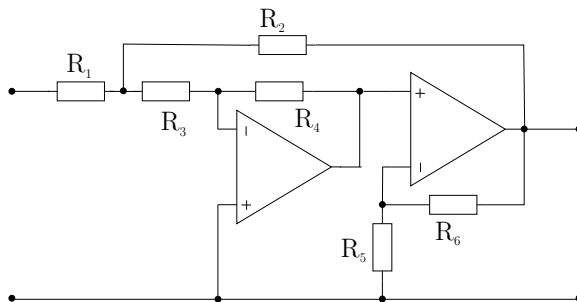 R₂
R₁
R₃
R₄
+
−
−
+
R₅
R₆